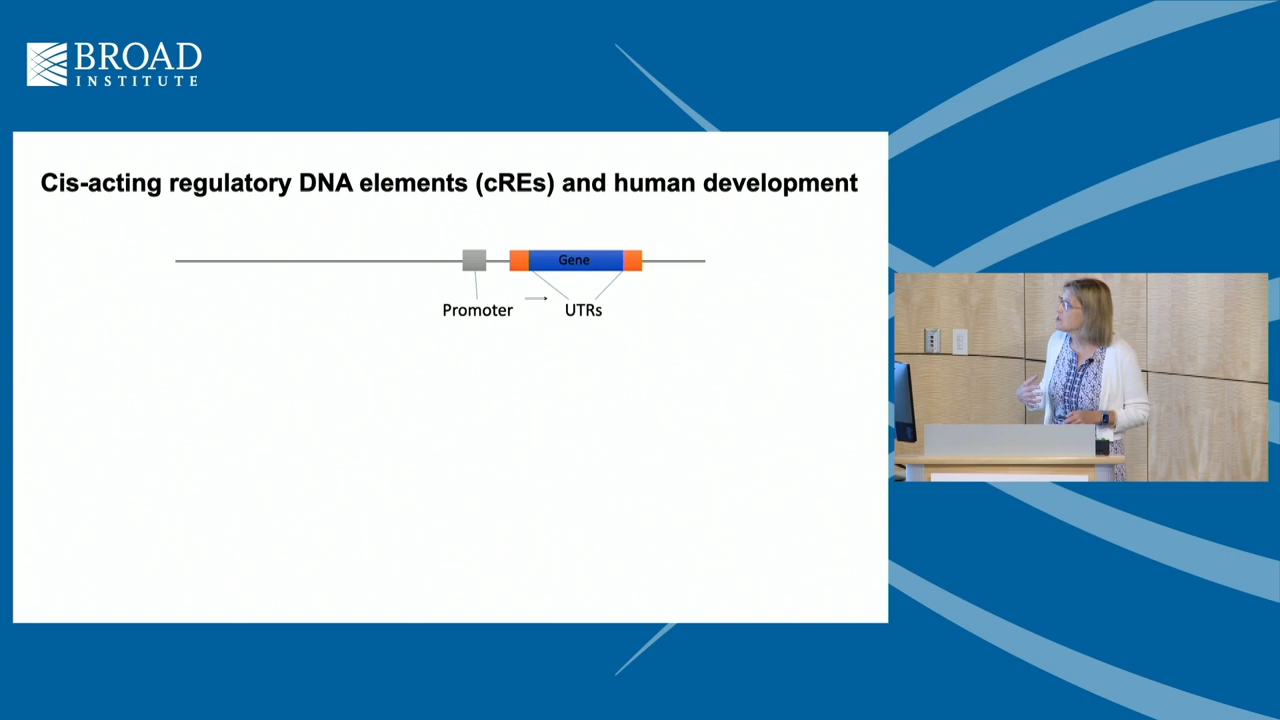 BROAD
INSTITUTE
Cis-acting regulatory DNA elements (cREs) and human development
Gene
Promoter
UTRs